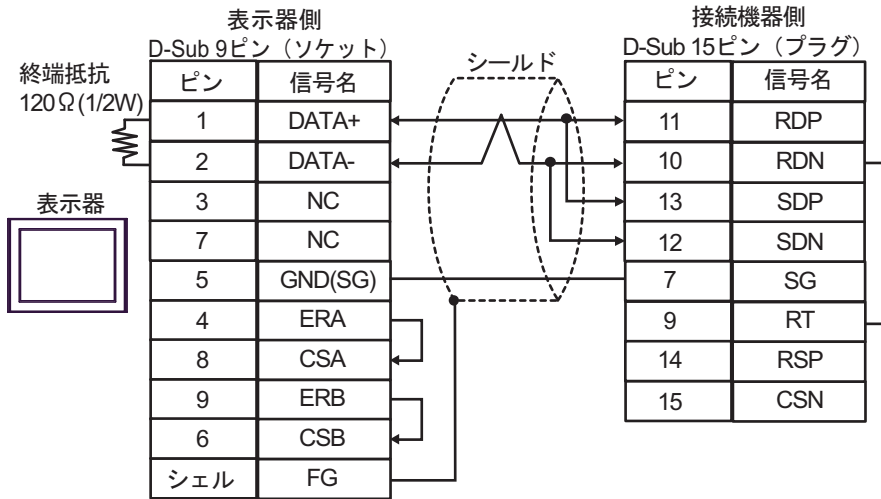 表示器側
D-Sub 9ピン（ソケット）
終端抵抗
120Ω(1/2W)
ピン 信号名
1 DATA+
2 DATA-
3 NC
7 NC
5 GND(SG)
4 ERA
8 CSA
9 ERB
6 CSB
シェル FG
表示器
シールド
接続機器側
D-Sub 15ピン（プラグ）
ピン 信号名
11 RDP
10 RDN
13 SDP
12 SDN
7 SG
9 RT
14 RSP
15 CSN